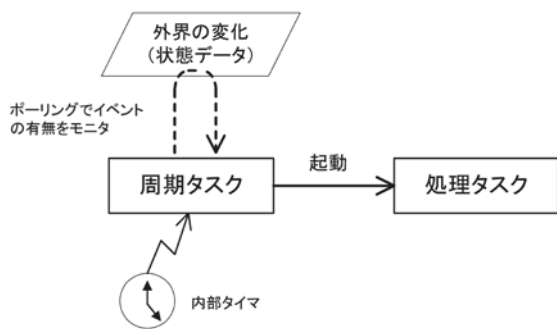 外界の変化
（状態データ）
ポーリングでイベント
の有無をモニタ
周期タスク
起動
処理タスク
内部タイマ